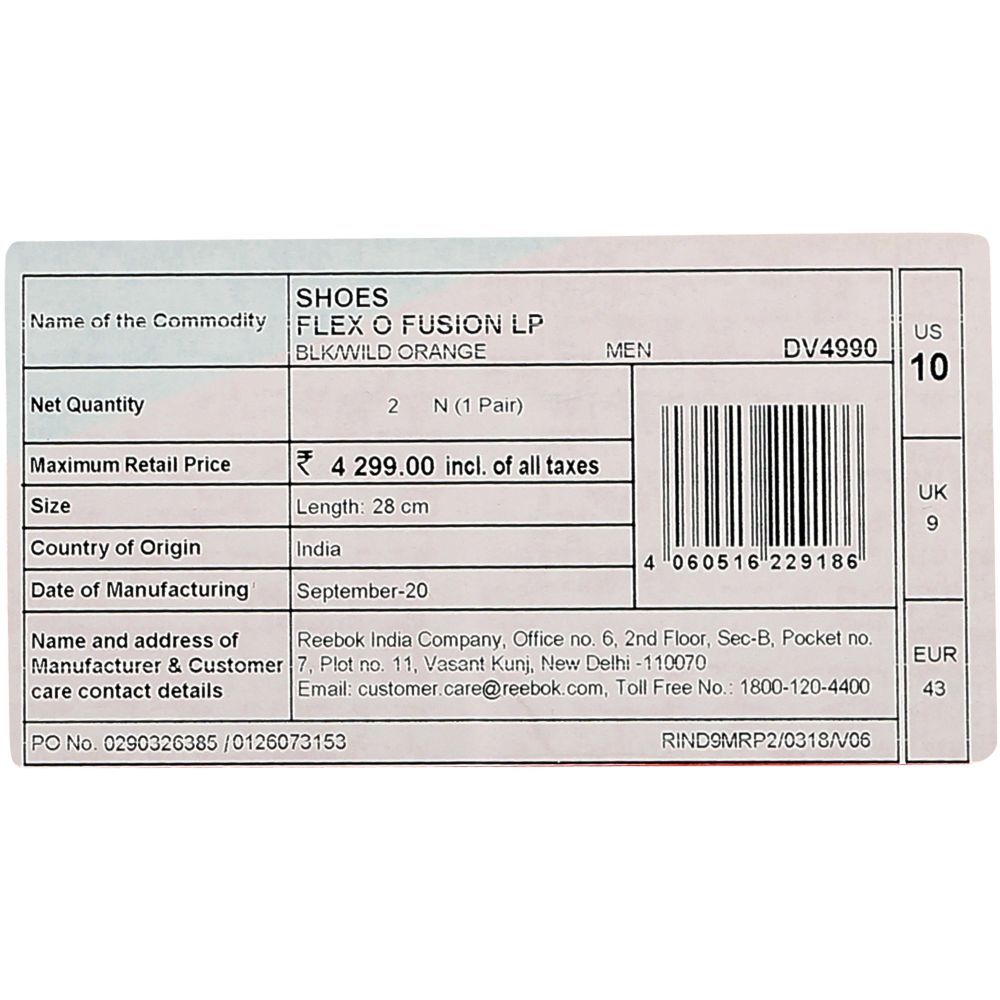 Name of the Commodity
SHOES
FLEX O FUSION LP
BLK/WILD ORANGE MEN DV4990
Net Quantity 2 N (1 Pair)
Maximum Retail Price ₹ 4 299.00 incl. of all taxes
Size Length: 28 cm
Country of Origin India
Date of Manufacturing September-20
4 060516 229186
Name and address of
Manufacturer & Customer
care contact details
Reebok India Company, Office no. 6, 2nd Floor, Sec-B, Pocket no.
7, Plot no. 11, Vasant Kunj, New Delhi -110070
Email: customer.care@reebok.com, Toll Free No.: 1800-120-4400
PO No. 0290326385 /0126073153 RIND9MRP2/0318/V06
US
10
UK
9
EUR
43